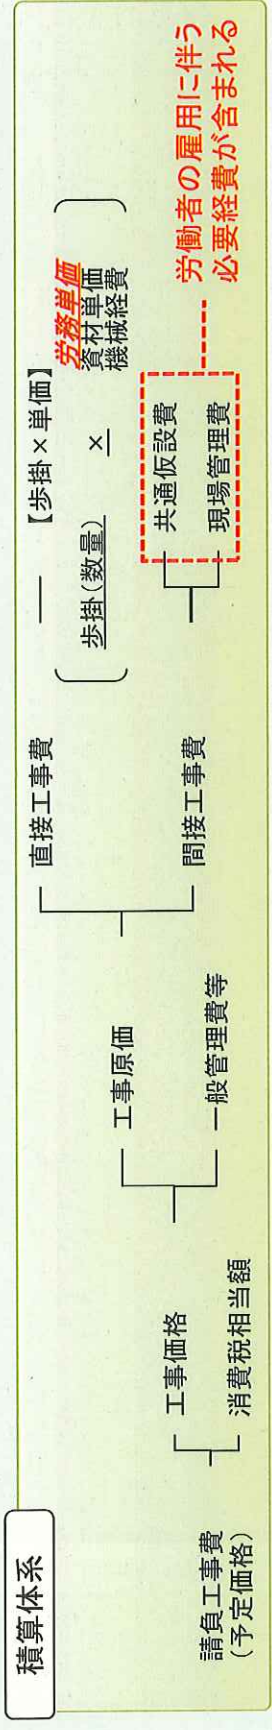 積算体系
請負工事費
（予定価格）
工事価格
消費税相当額
工事原価
一般管理費等
直接工事費
間接工事費
【歩掛×単価】
歩掛（数量）
×
労務単価
資材単価
機械経費
共通仮設費
現場管理費
労働者の雇用に伴う
必要経費が含まれる